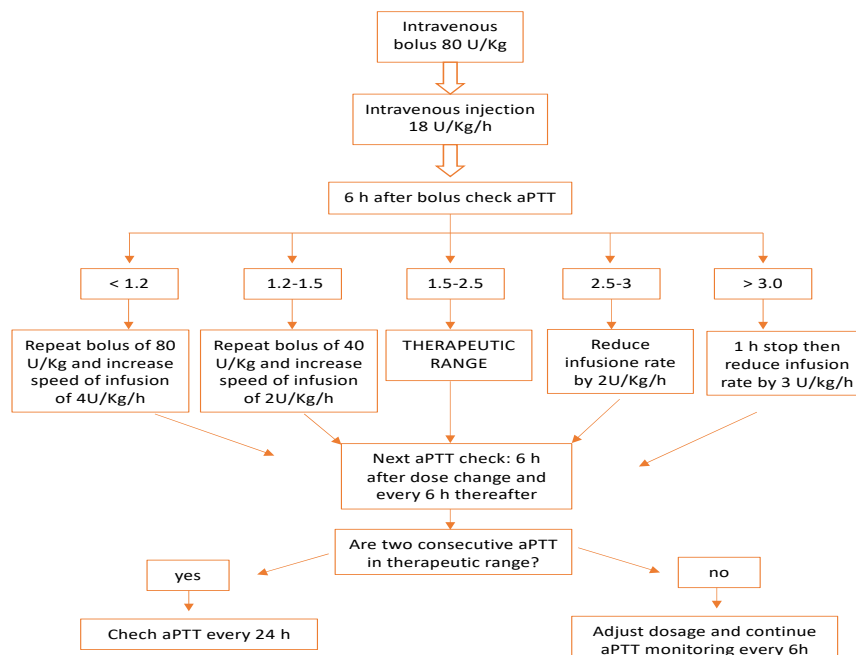 Intravenous
bolus 80 U/Kg
Intravenous injection
18 U/Kg/h
6 h after bolus check aPTT
< 1.2
1.2-1.5
1.5-2.5
2.5-3
> 3.0
Repeat bolus of 80
U/Kg and increase
speed of infusion
of 4U/Kg/h
Repeat bolus of 40
U/Kg and increase
speed of infusion
of 2U/Kg/h
THERAPEUTIC
RANGE
Reduce
infusione rate
by 2U/Kg/h
1 h stop then
reduce infusion
rate by 3 U/kg/h
Next aPTT check: 6 h
after dose change and
every 6 h thereafter
Are two consecutive aPTT
in therapeutic range?
yes
no
Chech aPTT every 24 h
Adjust dosage and continue
aPTT monitoring every 6h